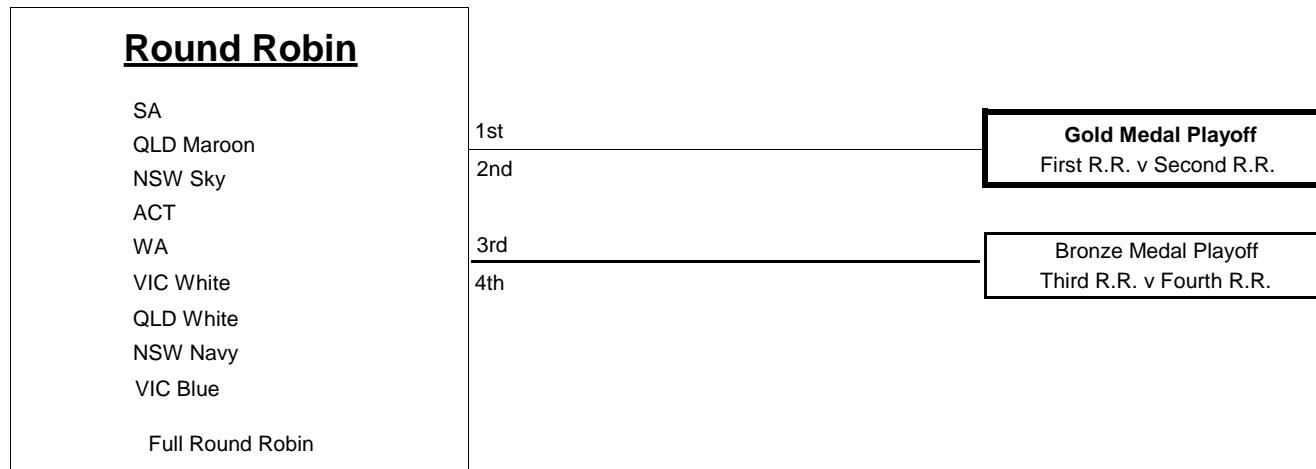 Round Robin
SA
QLD Maroon
NSW Sky
ACT
WA
VIC White
QLD White
NSW Navy
VIC Blue
Full Round Robin
1st
2nd
3rd
4th
Gold Medal Playoff
First R.R. v Second R.R.
Bronze Medal Playoff
Third R.R. v Fourth R.R.